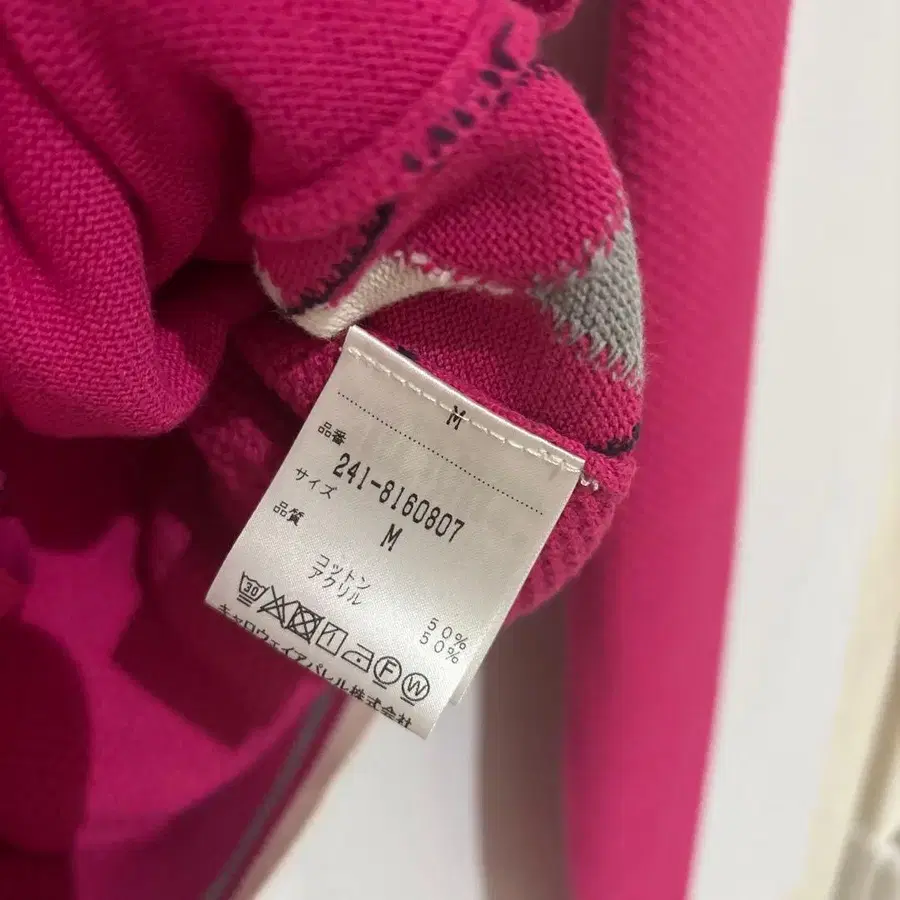 M
品番
241-8160807
サイズ
M
品質
コットン 50%
アクリル 50%
30
F
W
キャロウェイアパレル株式会社